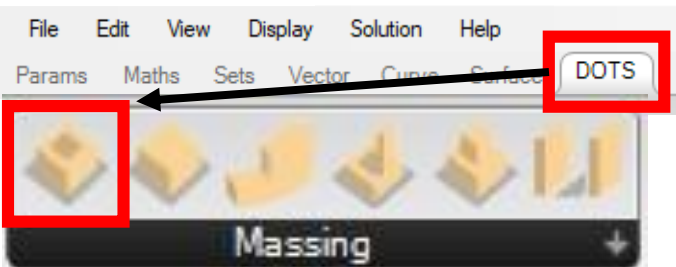 File Edit View Display Solution Help
Params Maths Sets Vector Curve Surface DOTS
Massing